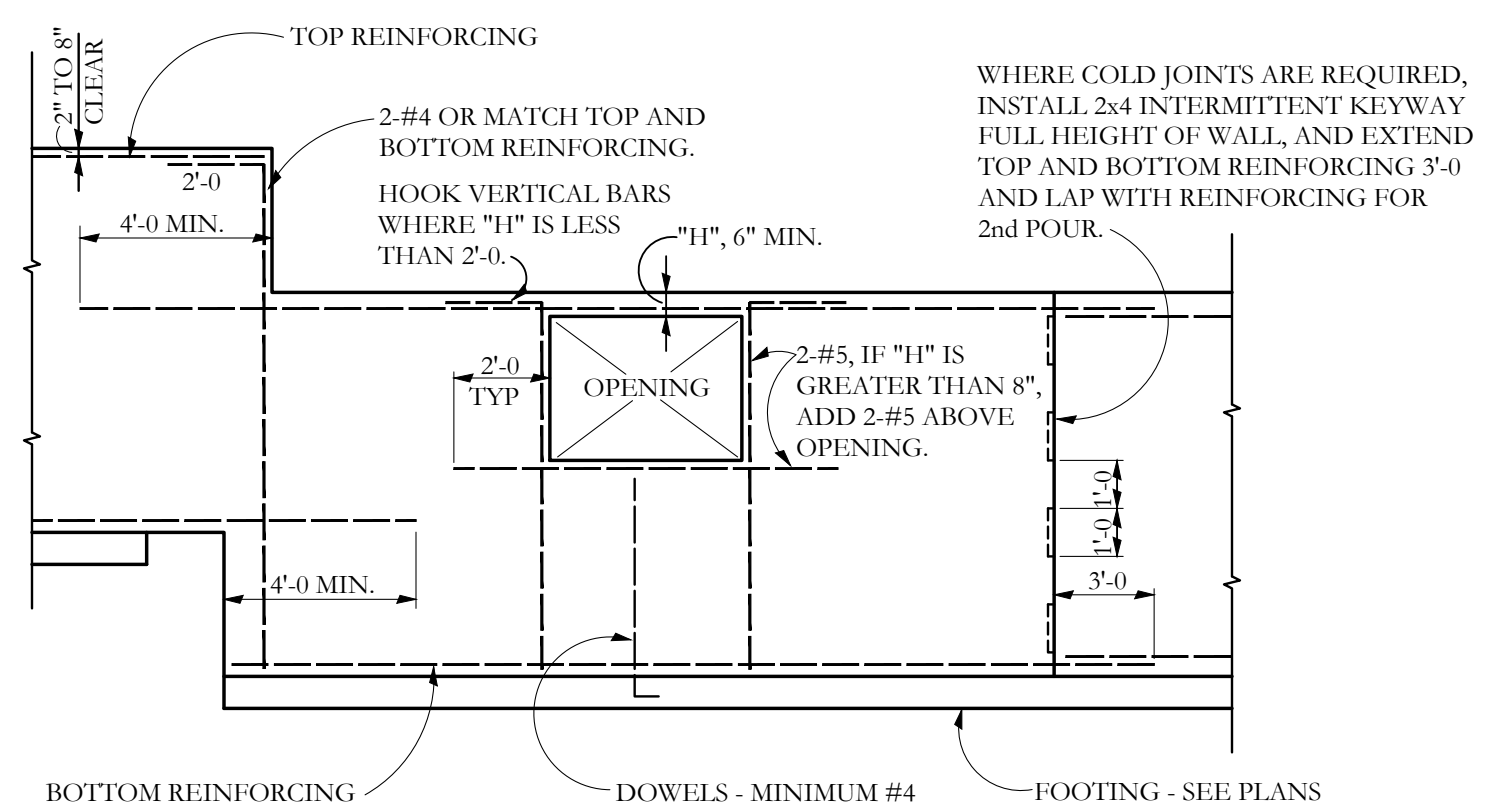 TOP REINFORCING
2" TO 8"
CLEAR
2-#4 OR MATCH TOP AND
BOTTOM REINFORCING.
2'-0
4'-0 MIN.
HOOK VERTICAL BARS
WHERE "H" IS LESS
THAN 2'-0.
"H", 6" MIN.
WHERE COLD JOINTS ARE REQUIRED,
INSTALL 2x4 INTERMITTENT KEYWAY
FULL HEIGHT OF WALL, AND EXTEND
TOP AND BOTTOM REINFORCING 3'-0
AND LAP WITH REINFORCING FOR
2nd POUR.
2'-0
TYP
OPENING
2-#5, IF "H" IS
GREATER THAN 8",
ADD 2-#5 ABOVE
OPENING.
1'-0
1'-0
3'-0
4'-0 MIN.
BOTTOM REINFORCING
DOWELS - MINIMUM #4
FOOTING - SEE PLANS